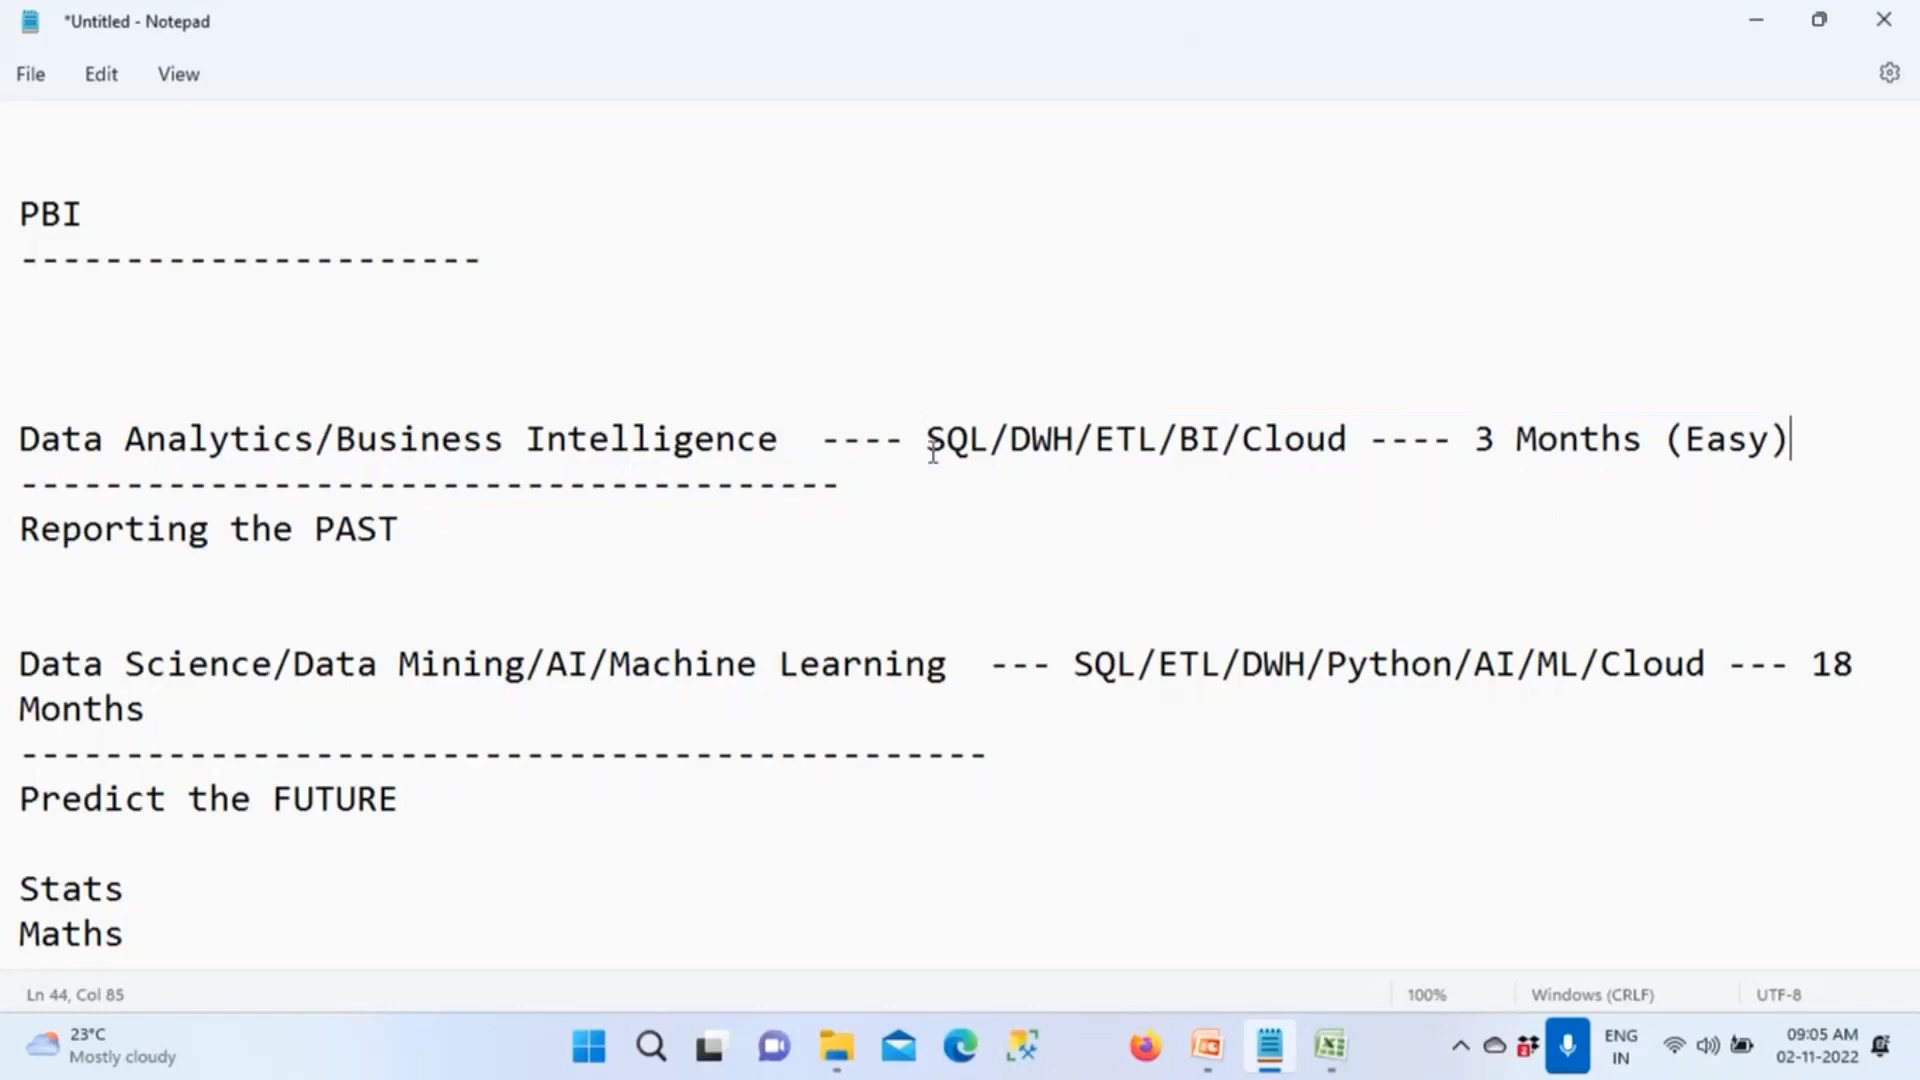 *Untitled - Notepad
File Edit View
PBI
----------------------
Data Analytics/Business Intelligence  ---- SQL/DWH/ETL/BI/Cloud ---- 3 Months (Easy)
---------------------------------------
Reporting the PAST
Data Science/Data Mining/AI/Machine Learning  --- SQL/ETL/DWH/Python/AI/ML/Cloud --- 18
Months
----------------------------------------------
Predict the FUTURE
Stats
Maths
Ln 44, Col 85 100% Windows (CRLF) UTF-8
23°C
Mostly cloudy
ENG
IN
09:05 AM
02-11-2022